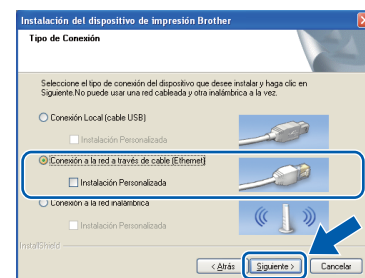 Instalación del dispositivo de impresión Brother
Tipo de Conexión
Seleccione el tipo de conexión del dispositivo que desee instalar y haga clic en
Siguiente.No puede usar una red cableada y otra inalámbrica a la vez.
Conexión Local (cable USB)
Instalación Personalizada
Conexión a la red a través de cable (Ethernet)
Instalación Personalizada
Conexión a la red inalámbrica
Instalación Personalizada
InstallShield
< Atrás Siguiente > Cancelar